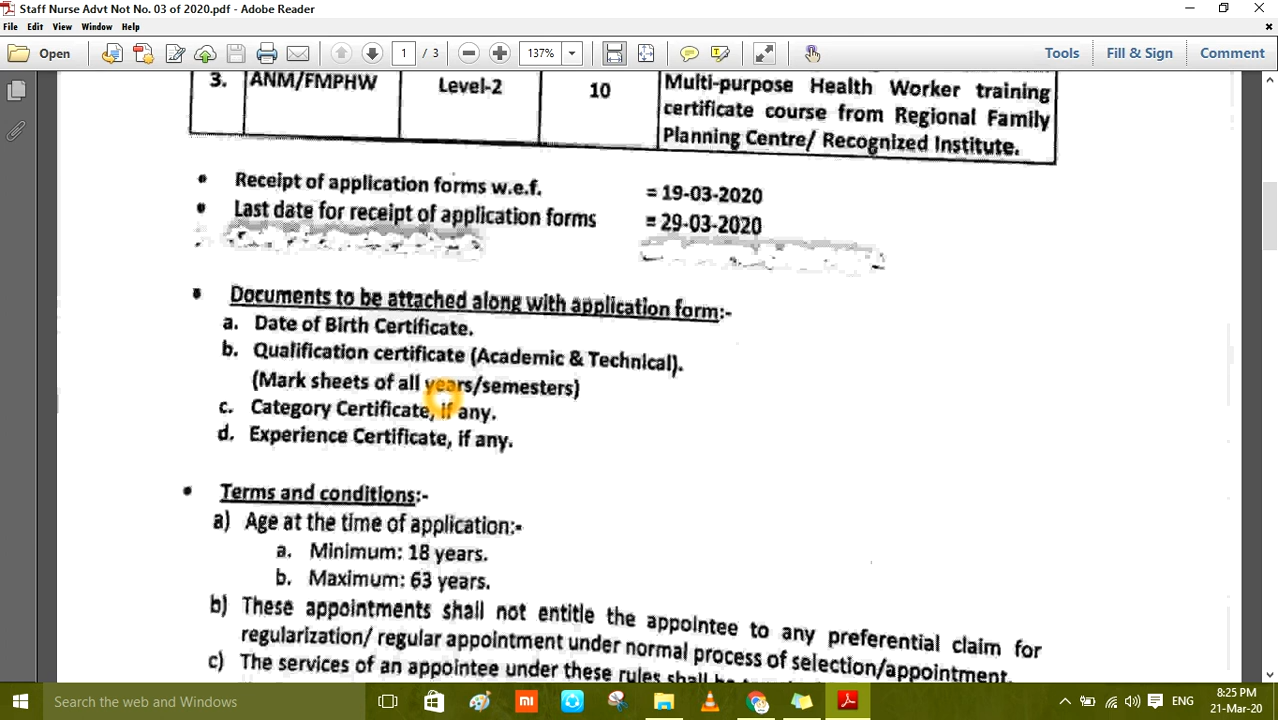 Staff Nurse Advt Not No. 03 of 2020.pdf - Adobe Reader
File Edit View Window Help
Open 1 / 3 137% Tools Fill & Sign Comment
3. ANM/FMPHW Level-2 10 Multi-purpose Health Worker training
certificate course from Regional Family
Planning Centre/ Recognized Institute.
• Receipt of application forms w.e.f. = 19-03-2020
• Last date for receipt of application forms = 29-03-2020
• Documents to be attached along with application form:-
a. Date of Birth Certificate.
b. Qualification certificate (Academic & Technical).
(Mark sheets of all years/semesters)
c. Category Certificate, if any.
d. Experience Certificate, if any.
• Terms and conditions:-
a) Age at the time of application:-
a. Minimum: 18 years.
b. Maximum: 63 years.
b) These appointments shall not entitle the appointee to any preferential claim for
regularization/ regular appointment under normal process of selection/appointment.
c) The services of an appointee under these rules shall
Search the web and Windows
ENG
8:25 PM
21-Mar-20